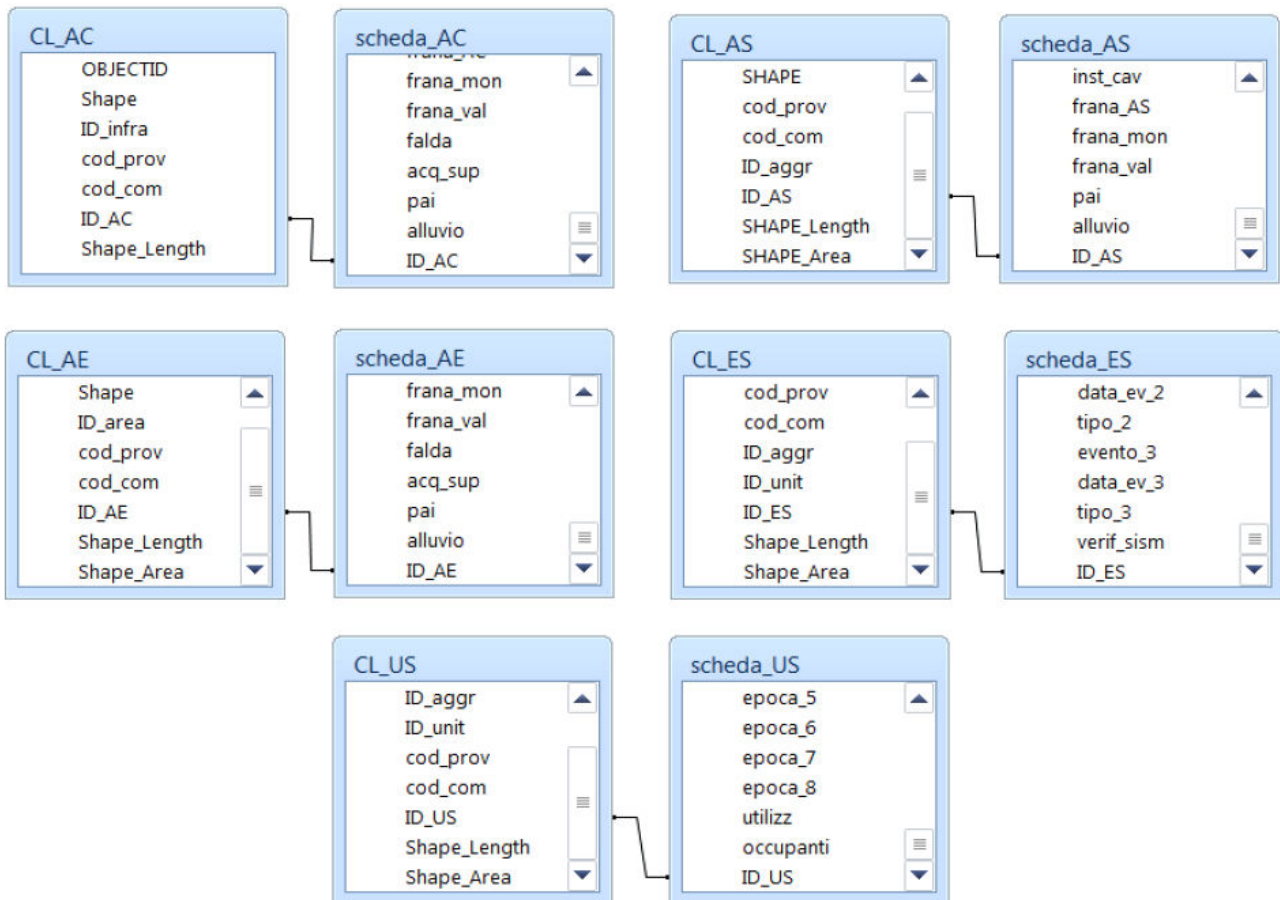 CL_AC
OBJECTID
Shape
ID_infra
cod_prov
cod_com
ID_AC
Shape_Length
scheda_AC
frana_AC
frana_mon
frana_val
falda
acq_sup
pai
alluvio
ID_AC
CL_AS
SHAPE
cod_prov
cod_com
ID_aggr
ID_AS
SHAPE_Length
SHAPE_Area
scheda_AS
inst_cav
frana_AS
frana_mon
frana_val
pai
alluvio
ID_AS
CL_AE
Shape
ID_area
cod_prov
cod_com
ID_AE
Shape_Length
Shape_Area
scheda_AE
frana_mon
frana_val
falda
acq_sup
pai
alluvio
ID_AE
CL_ES
cod_prov
cod_com
ID_aggr
ID_unit
ID_ES
Shape_Length
Shape_Area
scheda_ES
data_ev_2
tipo_2
evento_3
data_ev_3
tipo_3
verif_sism
ID_ES
CL_US
ID_aggr
ID_unit
cod_prov
cod_com
ID_US
Shape_Length
Shape_Area
scheda_US
epoca_5
epoca_6
epoca_7
epoca_8
utilizz
occupanti
ID_US